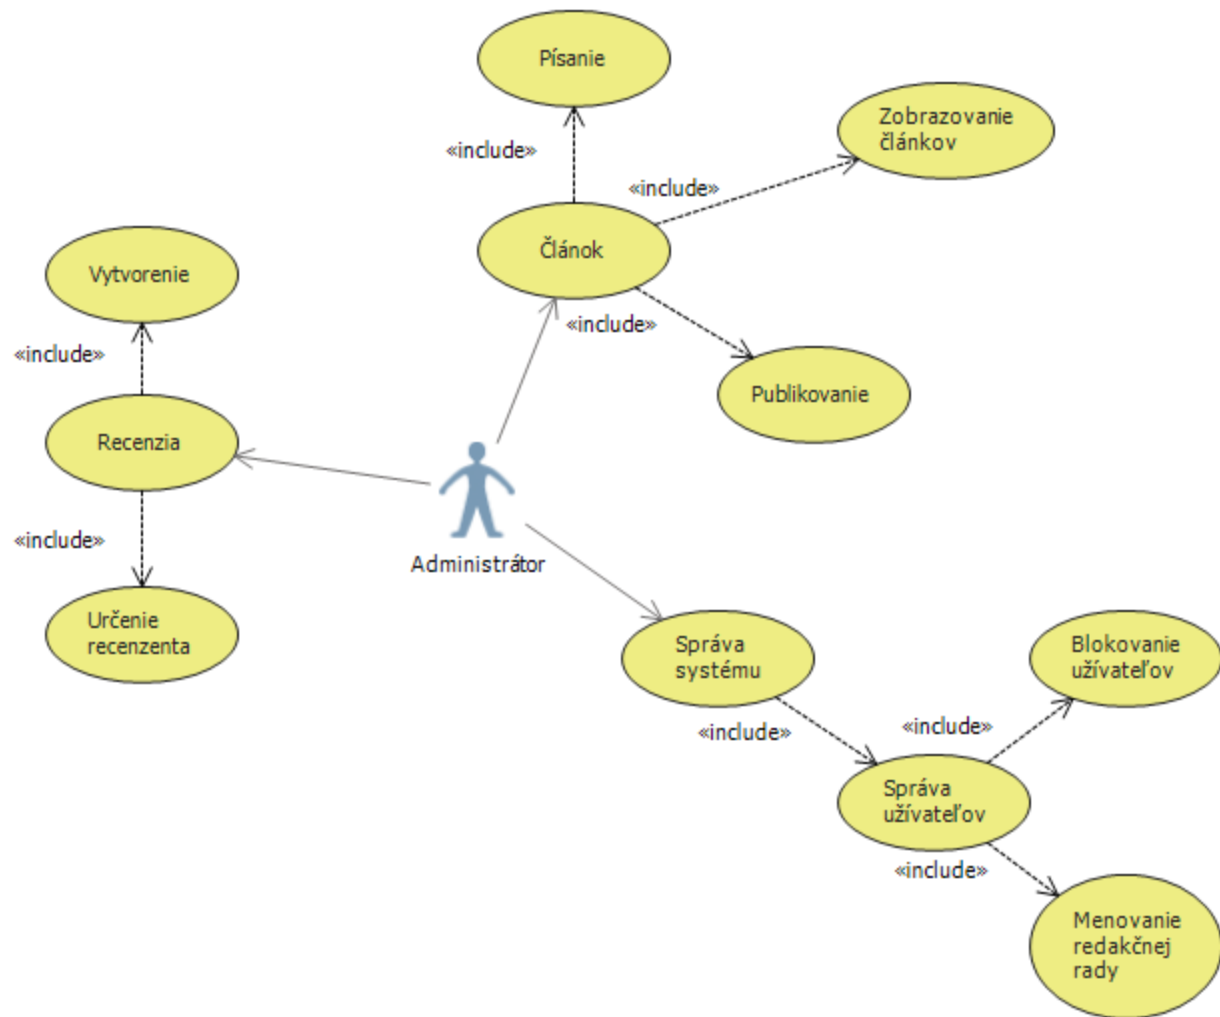 Písanie
Zobrazovanie
článkov
«include»
«include»
Článok
Vytvorenie
«include»
«include»
Publikovanie
Recenzia
«include»
Administrátor
Určenie
recenzenta
Správa
systému
Blokovanie
užívateľov
«include»
«include»
Správa
užívateľov
«include»
Menovanie
redakčnej
rady